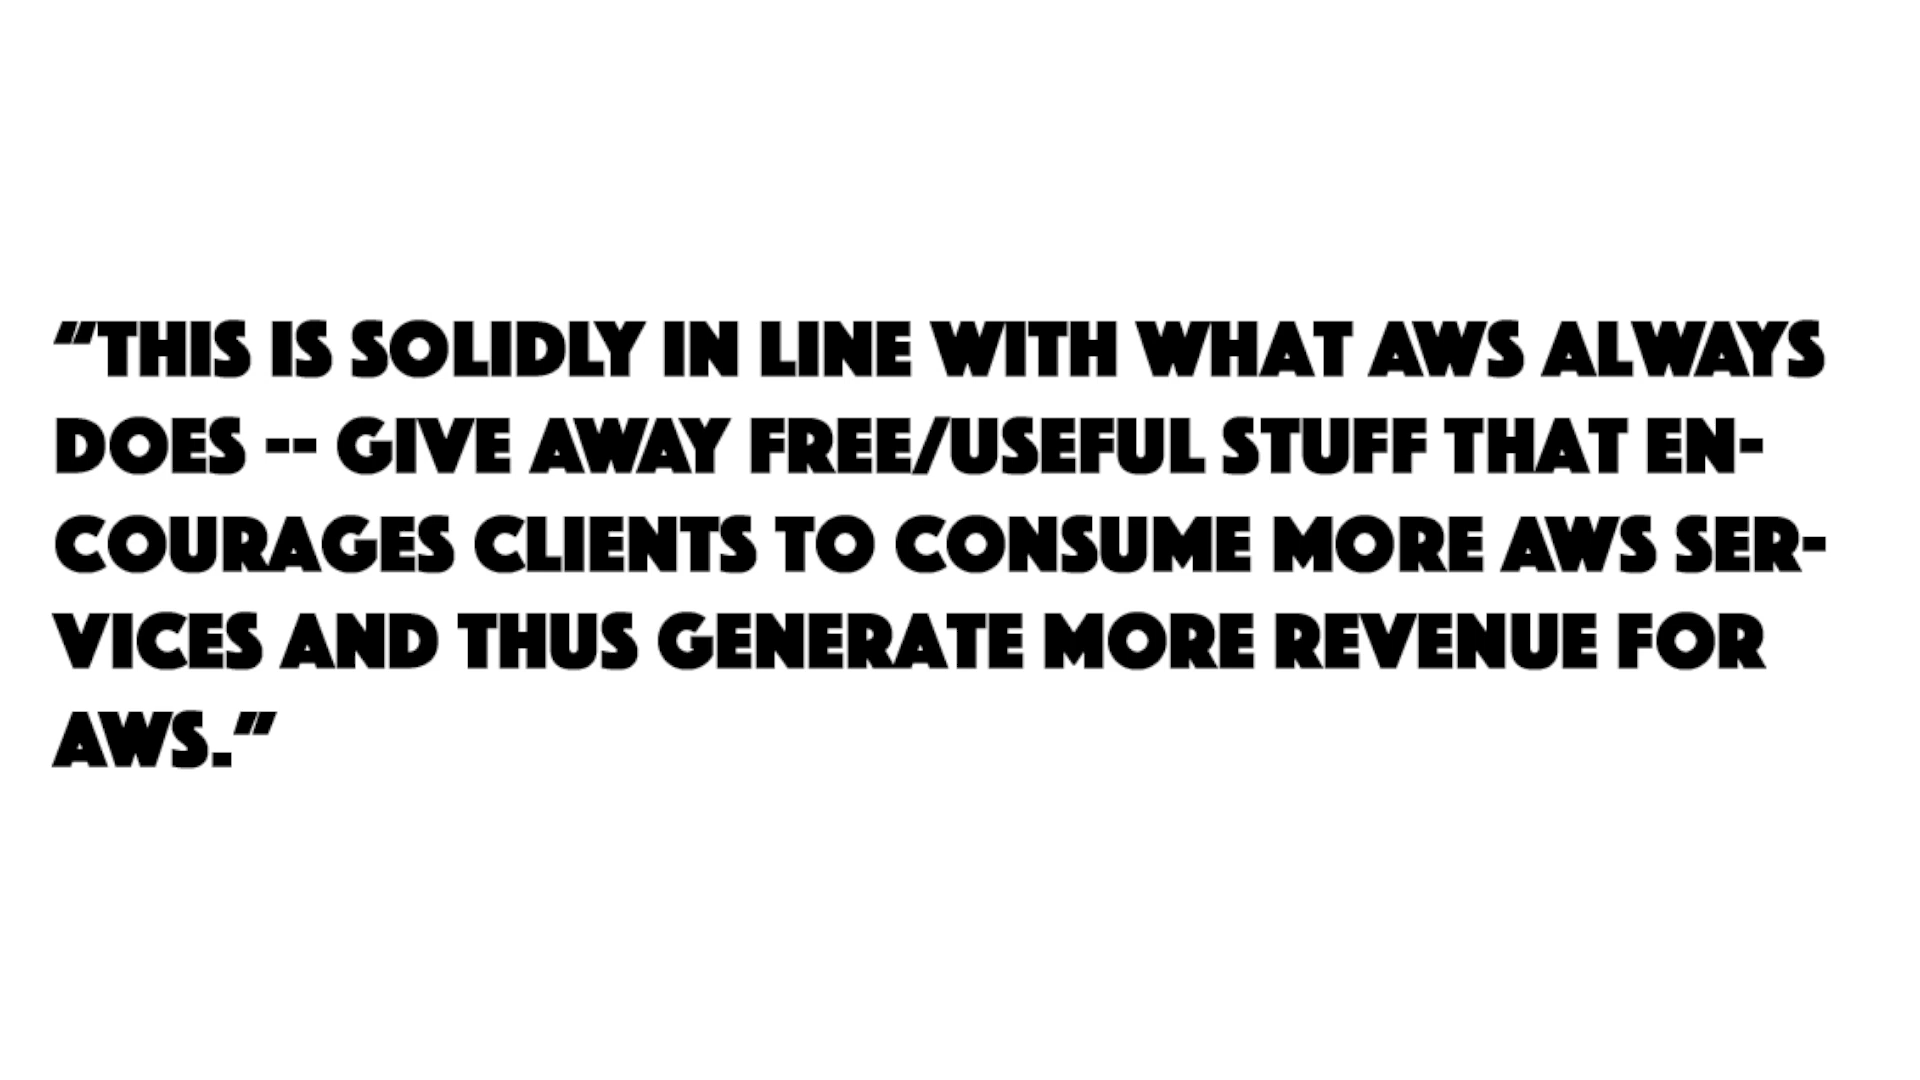 “THIS IS SOLIDLY IN LINE WITH WHAT AWS ALWAYS
DOES -- GIVE AWAY FREE/USEFUL STUFF THAT EN-
COURAGES CLIENTS TO CONSUME MORE AWS SER-
VICES AND THUS GENERATE MORE REVENUE FOR
AWS.”